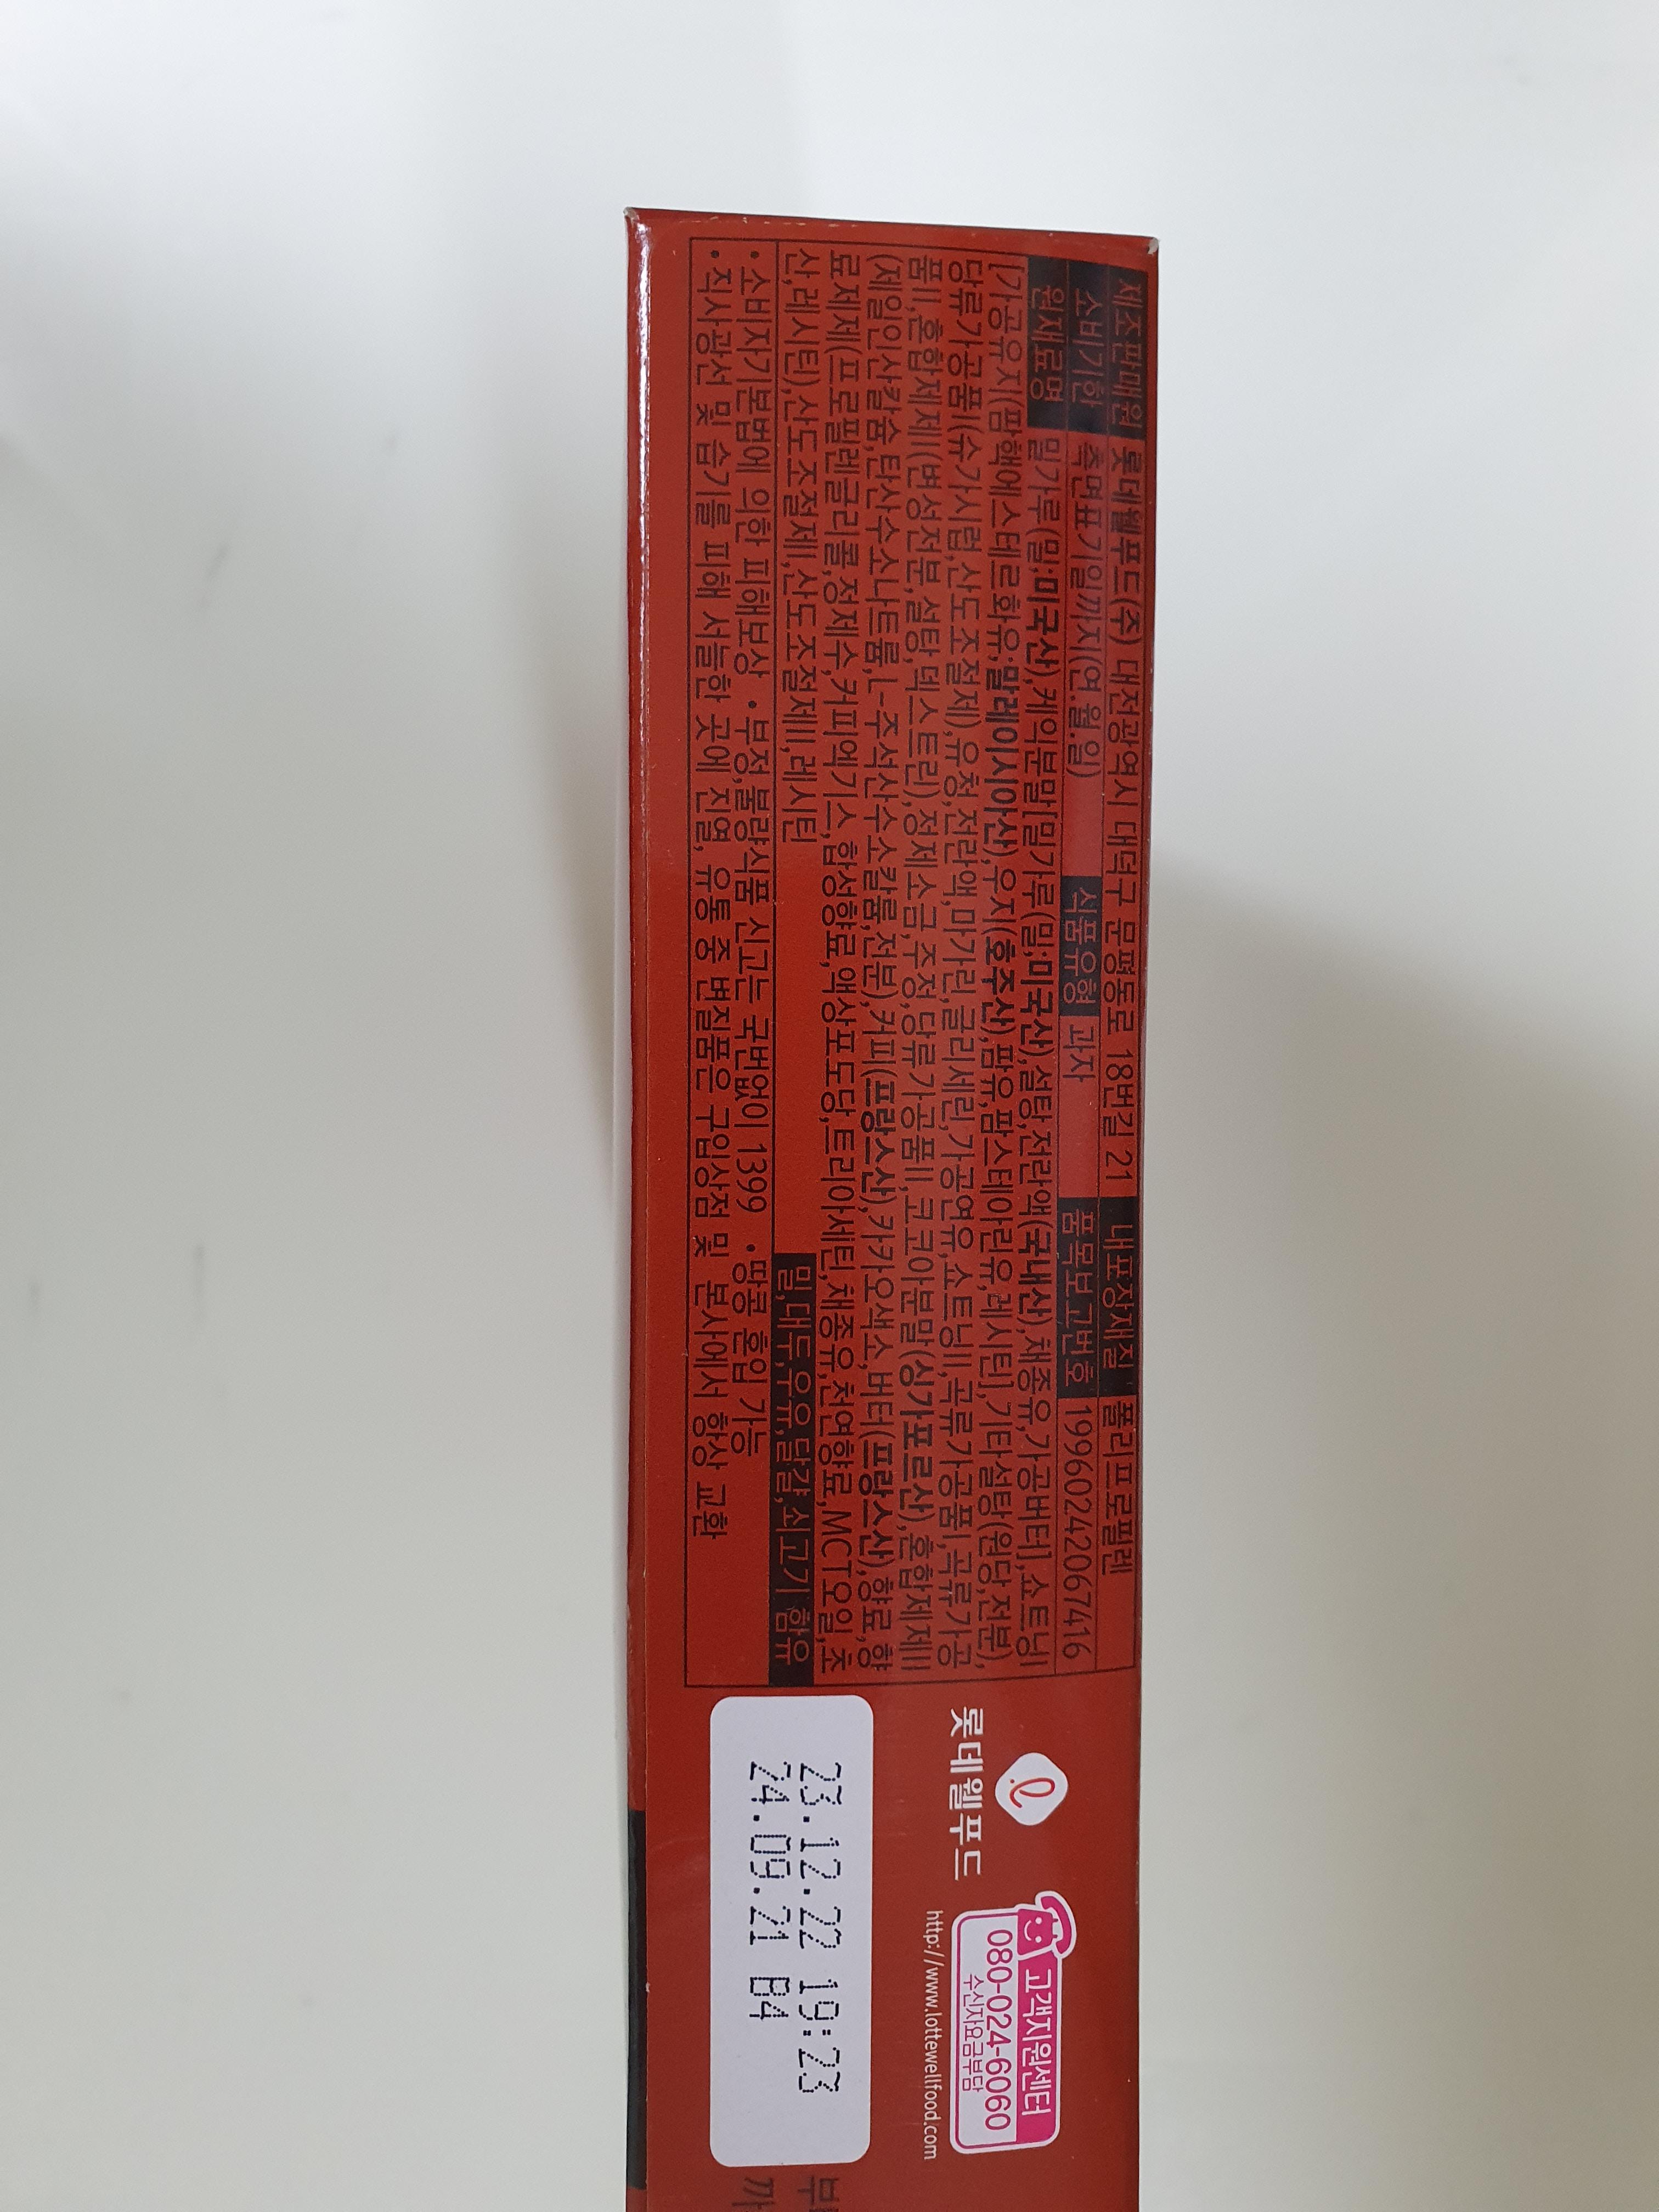 제조판매원 롯데웰푸드(주) 대전광역시 대덕구 문평동로 18번길 21 내포장재질 폴리프로필렌
소비기한 측면표기일까지(연.월.일) 식품유형 과자 품목보고번호 19960242067416
원재료명 밀가루(밀:미국산),케익분말[밀가루(밀:미국산),설탕,전란액(국내산),채종유,가공버터],쇼트닝I
[가공유지(팜핵에스테르화유:말레이시아산),우지(호주산),팜유,팜스테아린유,레시틴],기타설탕(원당,전분),
당류가공품I(슈가시럽,산도조절제),유청,전란액,마가린,글리세린,가공연유,쇼트닝II,곡류가공품I,곡류가공
품II,혼합제제I(변성전분,설탕,덱스트린),정제소금,주정,당류가공품II,코코아분말(싱가포르산),혼합제제II
(제일인산칼슘,탄산수소나트륨,L-주석산수소칼륨,전분),커피(프랑스산),카카오색소,버터(프랑스산),향료,향
료제제(프로필렌글리콜,정제수,커피엑기스,합성향료,액상포도당,트리아세틴,채종유,천연향료,MCT오일,초
산,레시틴),산도조절제I,산도조절제II,레시틴 밀,대두,우유,달걀,쇠고기 함유
• 소비자기본법에 의한 피해보상 • 부정,불량식품 신고는 국번없이 1399 • 땅콩 혼입 가능
• 직사광선 및 습기를 피해 서늘한 곳에 진열, 유통 중 변질품은 구입상점 및 본사에서 항상 교환
롯데웰푸드
고객지원센터
080-024-6060
수신자요금부담
http://www.lottewellfood.com
23.12.22 19:23
24.09.21 B4